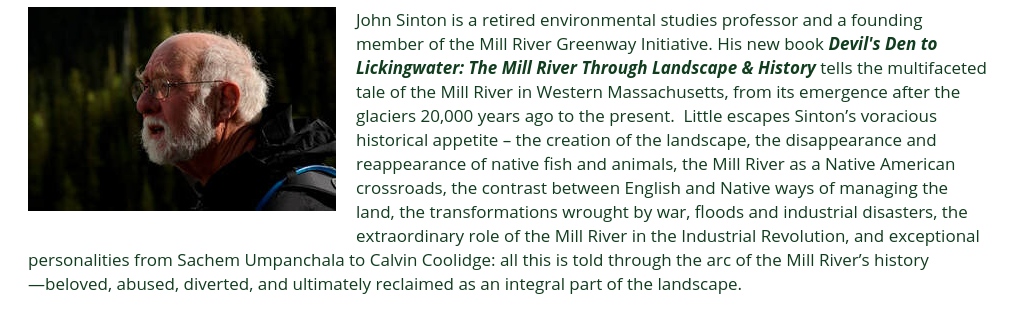 John Sinton is a retired environmental studies professor and a founding
member of the Mill River Greenway Initiative. His new book Devil's Den to
Lickingwater: The Mill River Through Landscape & History tells the multifaceted
tale of the Mill River in Western Massachusetts, from its emergence after the
glaciers 20,000 years ago to the present.  Little escapes Sinton’s voracious
historical appetite – the creation of the landscape, the disappearance and
reappearance of native fish and animals, the Mill River as a Native American
crossroads, the contrast between English and Native ways of managing the
land, the transformations wrought by war, floods and industrial disasters, the
extraordinary role of the Mill River in the Industrial Revolution, and exceptional
personalities from Sachem Umpanchala to Calvin Coolidge: all this is told through the arc of the Mill River’s history
—beloved, abused, diverted, and ultimately reclaimed as an integral part of the landscape.